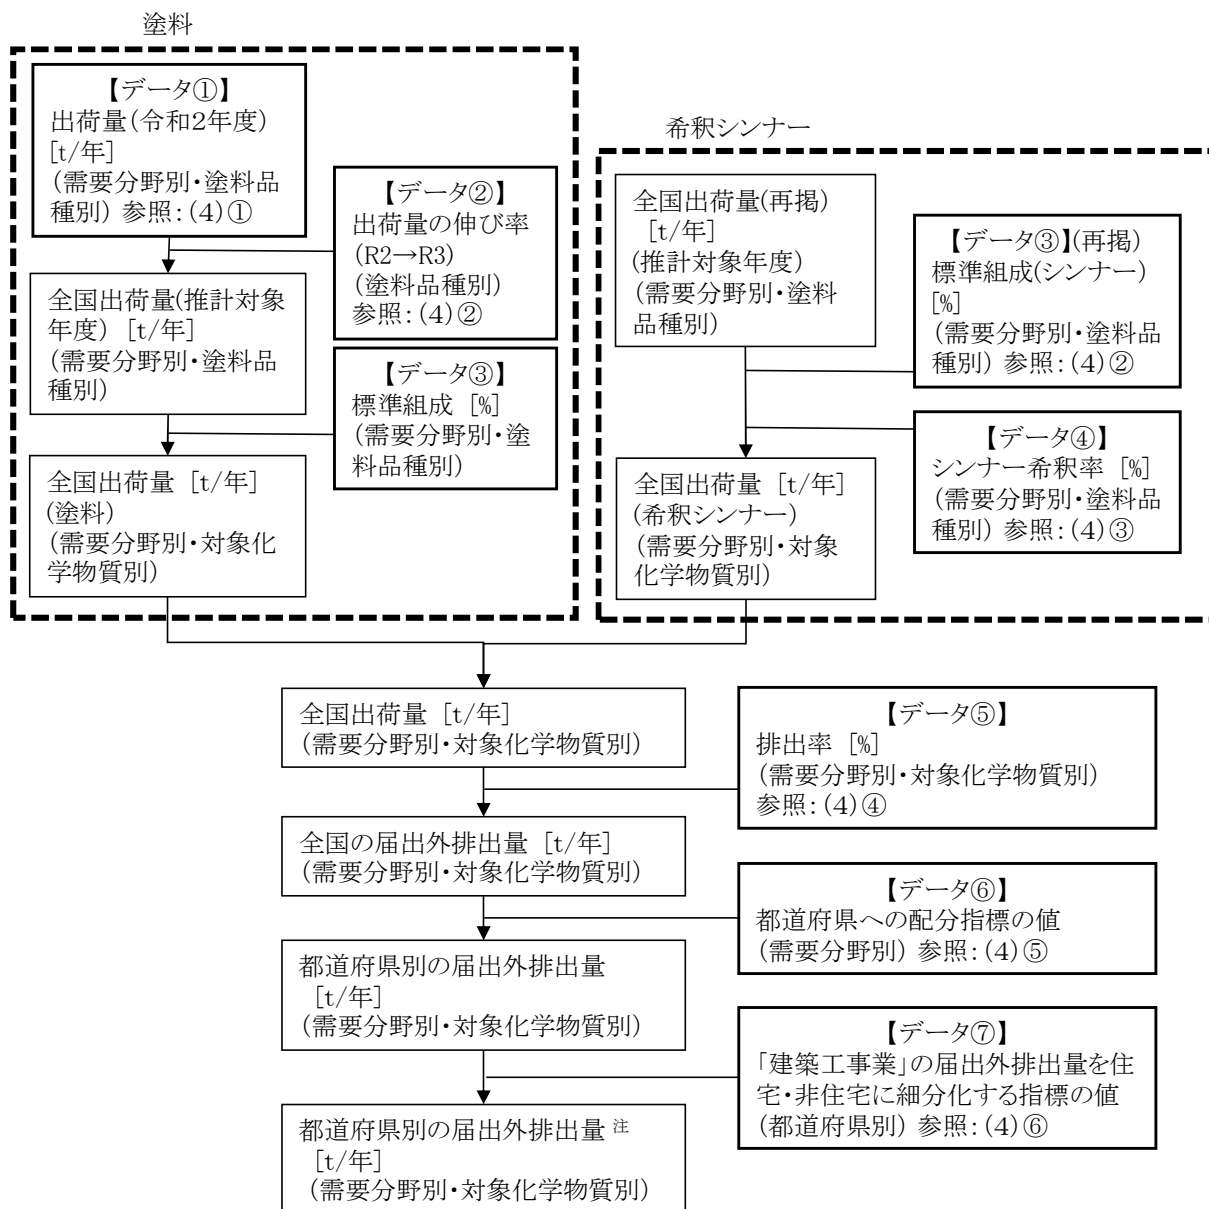 塗料
【データ①】
出荷量(令和2年度)
[t/年]
(需要分野別・塗料品
種別) 参照:(4)①
【データ②】
出荷量の伸び率
(R2→R3)
(塗料品種別)
参照:(4)②
全国出荷量(推計対象
年度) [t/年]
(需要分野別・塗料品
種別)
【データ③】
標準組成 [%]
(需要分野別・塗
料品種別)
全国出荷量 [t/年]
(塗料)
(需要分野別・対象化
学物質別)
希釈シンナー
全国出荷量(再掲)
[t/年]
(推計対象年度)
(需要分野別・塗料
品種別)
【データ③】(再掲)
標準組成(シンナー)
[%]
(需要分野別・塗料品
種別) 参照:(4)②
【データ④】
シンナー希釈率 [%]
(需要分野別・塗料品
種別) 参照:(4)③
全国出荷量 [t/年]
(希釈シンナー)
(需要分野別・対象
化学物質別)
全国出荷量 [t/年]
(需要分野別・対象化学物質別)
【データ⑤】
排出率 [%]
(需要分野別・対象化学物質別)
参照:(4)④
全国の届出外排出量 [t/年]
(需要分野別・対象化学物質別)
【データ⑥】
都道府県への配分指標の値
(需要分野別) 参照:(4)⑤
都道府県別の届出外排出量
[t/年]
(需要分野別・対象化学物質別)
【データ⑦】
「建築工事業」の届出外排出量を住
宅・非住宅に細分化する指標の値
(都道府県別) 参照:(4)⑥
都道府県別の届出外排出量 注
[t/年]
(需要分野別・対象化学物質別)